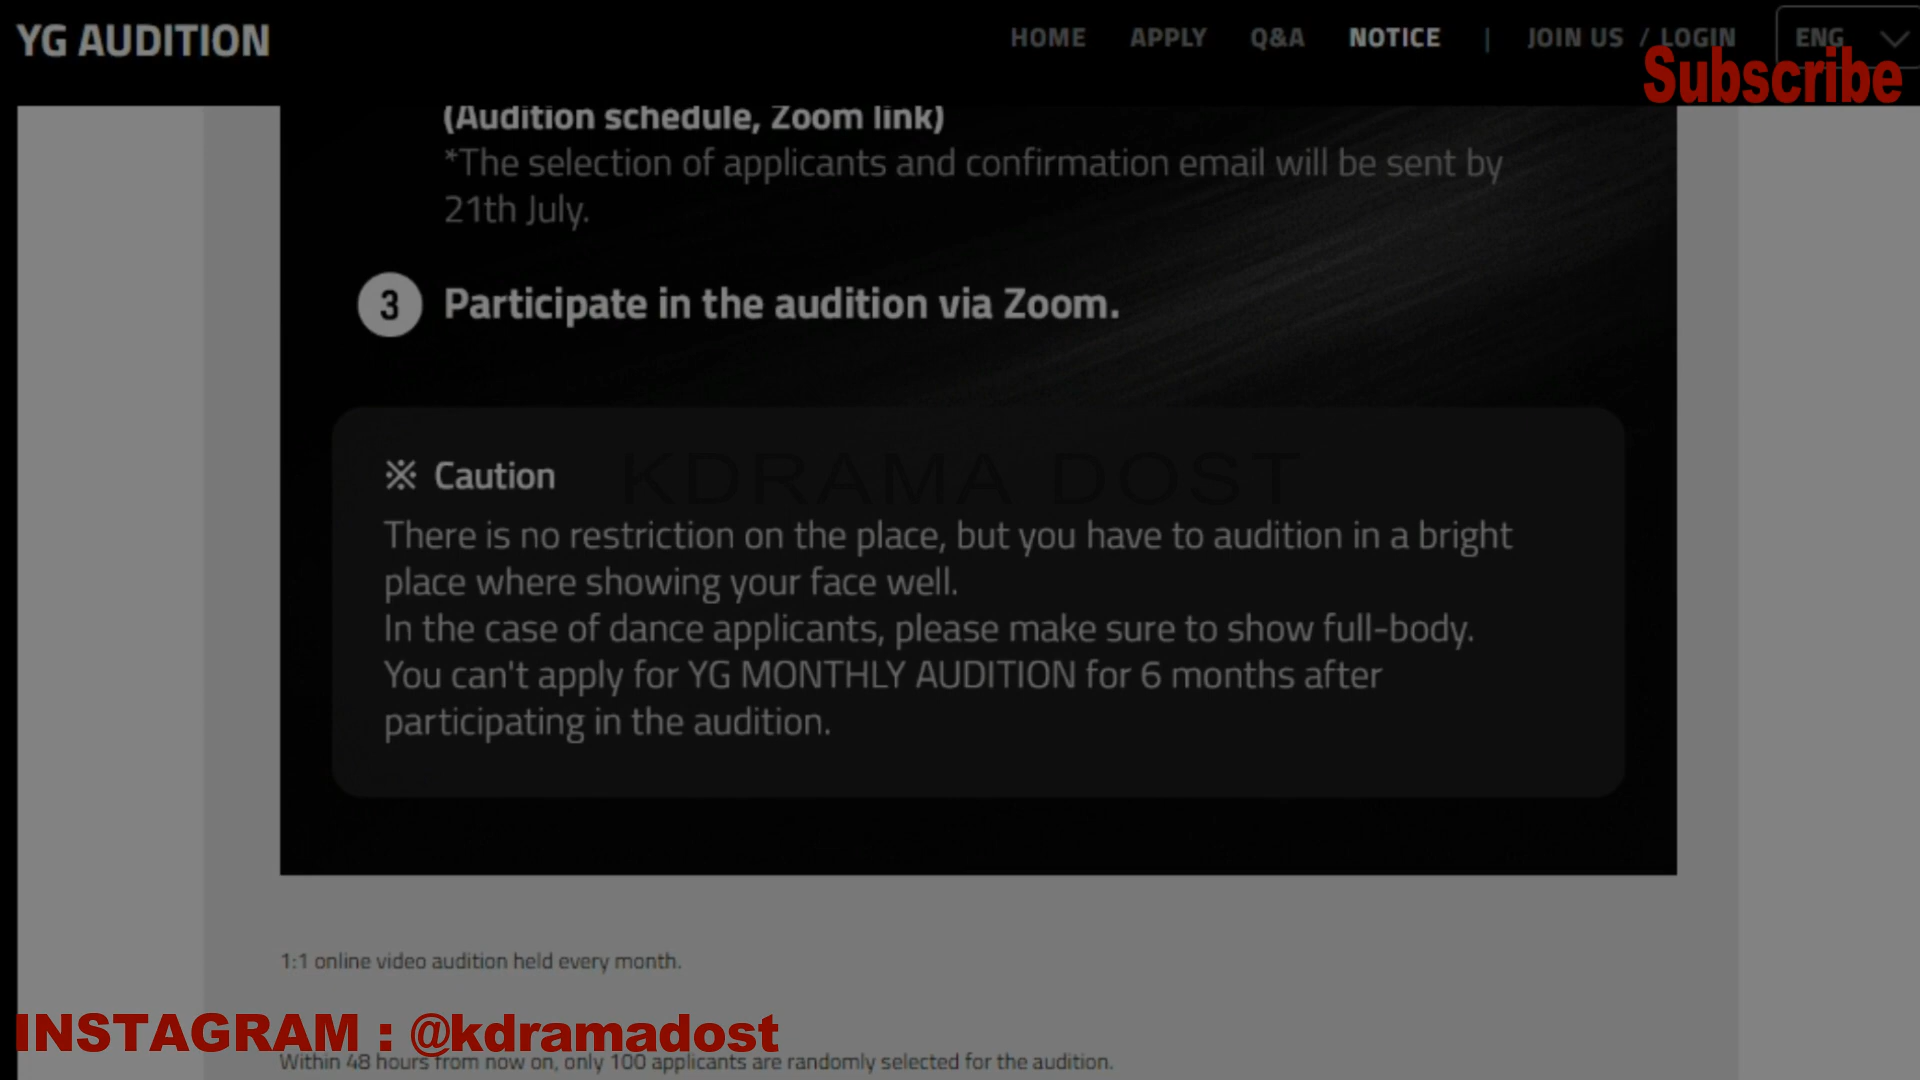 YG AUDITION
HOME APPLY Q&A NOTICE | JOIN US / LOGIN ENG
Subscribe
(Audition schedule, Zoom link)
*The selection of applicants and confirmation email will be sent by
21th July.
3 Participate in the audition via Zoom.
KDRAMA DOST
※ Caution
There is no restriction on the place, but you have to audition in a bright
place where showing your face well.
In the case of dance applicants, please make sure to show full-body.
You can't apply for YG MONTHLY AUDITION for 6 months after
participating in the audition.
1:1 online video audition held every month.
INSTAGRAM : @kdramadost
Within 48 hours from now on, only 100 applicants are randomly selected for the audition.